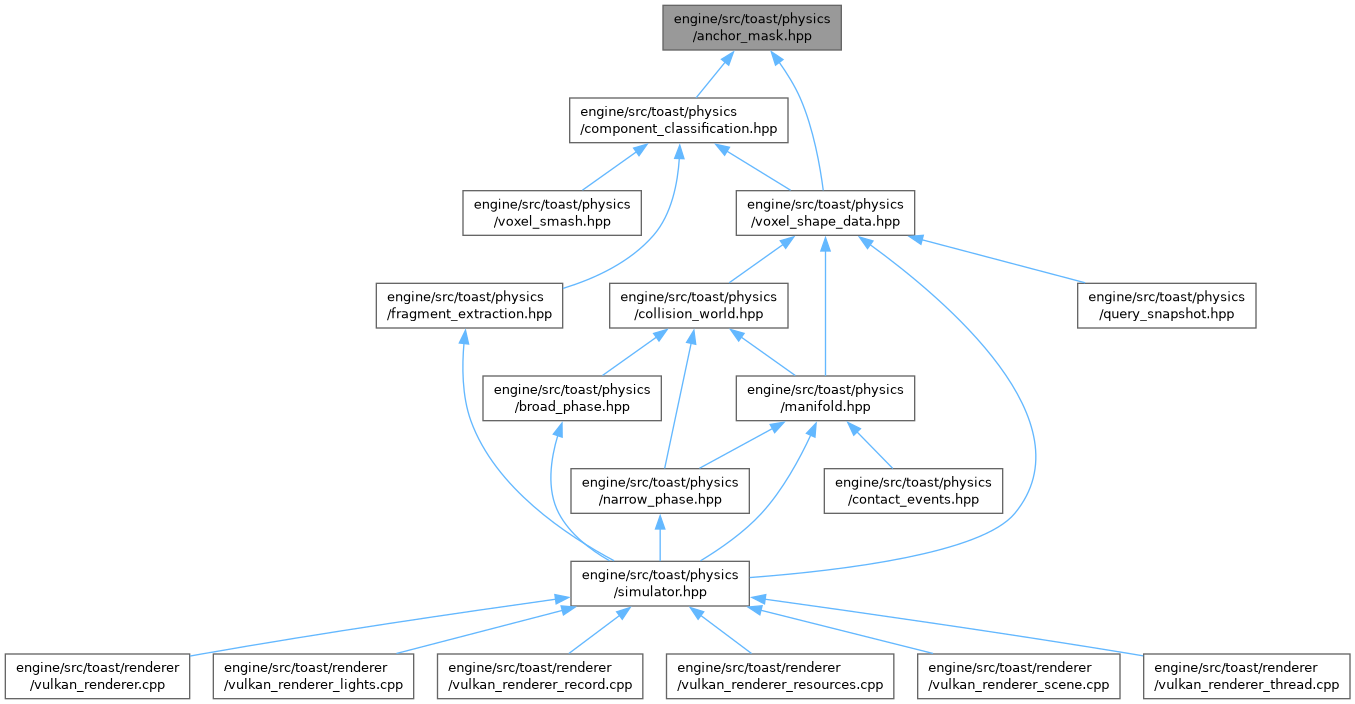 engine/src/toast/physics
/anchor_mask.hpp
engine/src/toast/physics
/component_classification.hpp
engine/src/toast/physics
/voxel_smash.hpp
engine/src/toast/physics
/voxel_shape_data.hpp
engine/src/toast/physics
/fragment_extraction.hpp
engine/src/toast/physics
/collision_world.hpp
engine/src/toast/physics
/query_snapshot.hpp
engine/src/toast/physics
/broad_phase.hpp
engine/src/toast/physics
/manifold.hpp
engine/src/toast/physics
/narrow_phase.hpp
engine/src/toast/physics
/contact_events.hpp
engine/src/toast/physics
/simulator.hpp
engine/src/toast/renderer
/vulkan_renderer.cpp
engine/src/toast/renderer
/vulkan_renderer_lights.cpp
engine/src/toast/renderer
/vulkan_renderer_record.cpp
engine/src/toast/renderer
/vulkan_renderer_resources.cpp
engine/src/toast/renderer
/vulkan_renderer_scene.cpp
engine/src/toast/renderer
/vulkan_renderer_thread.cpp